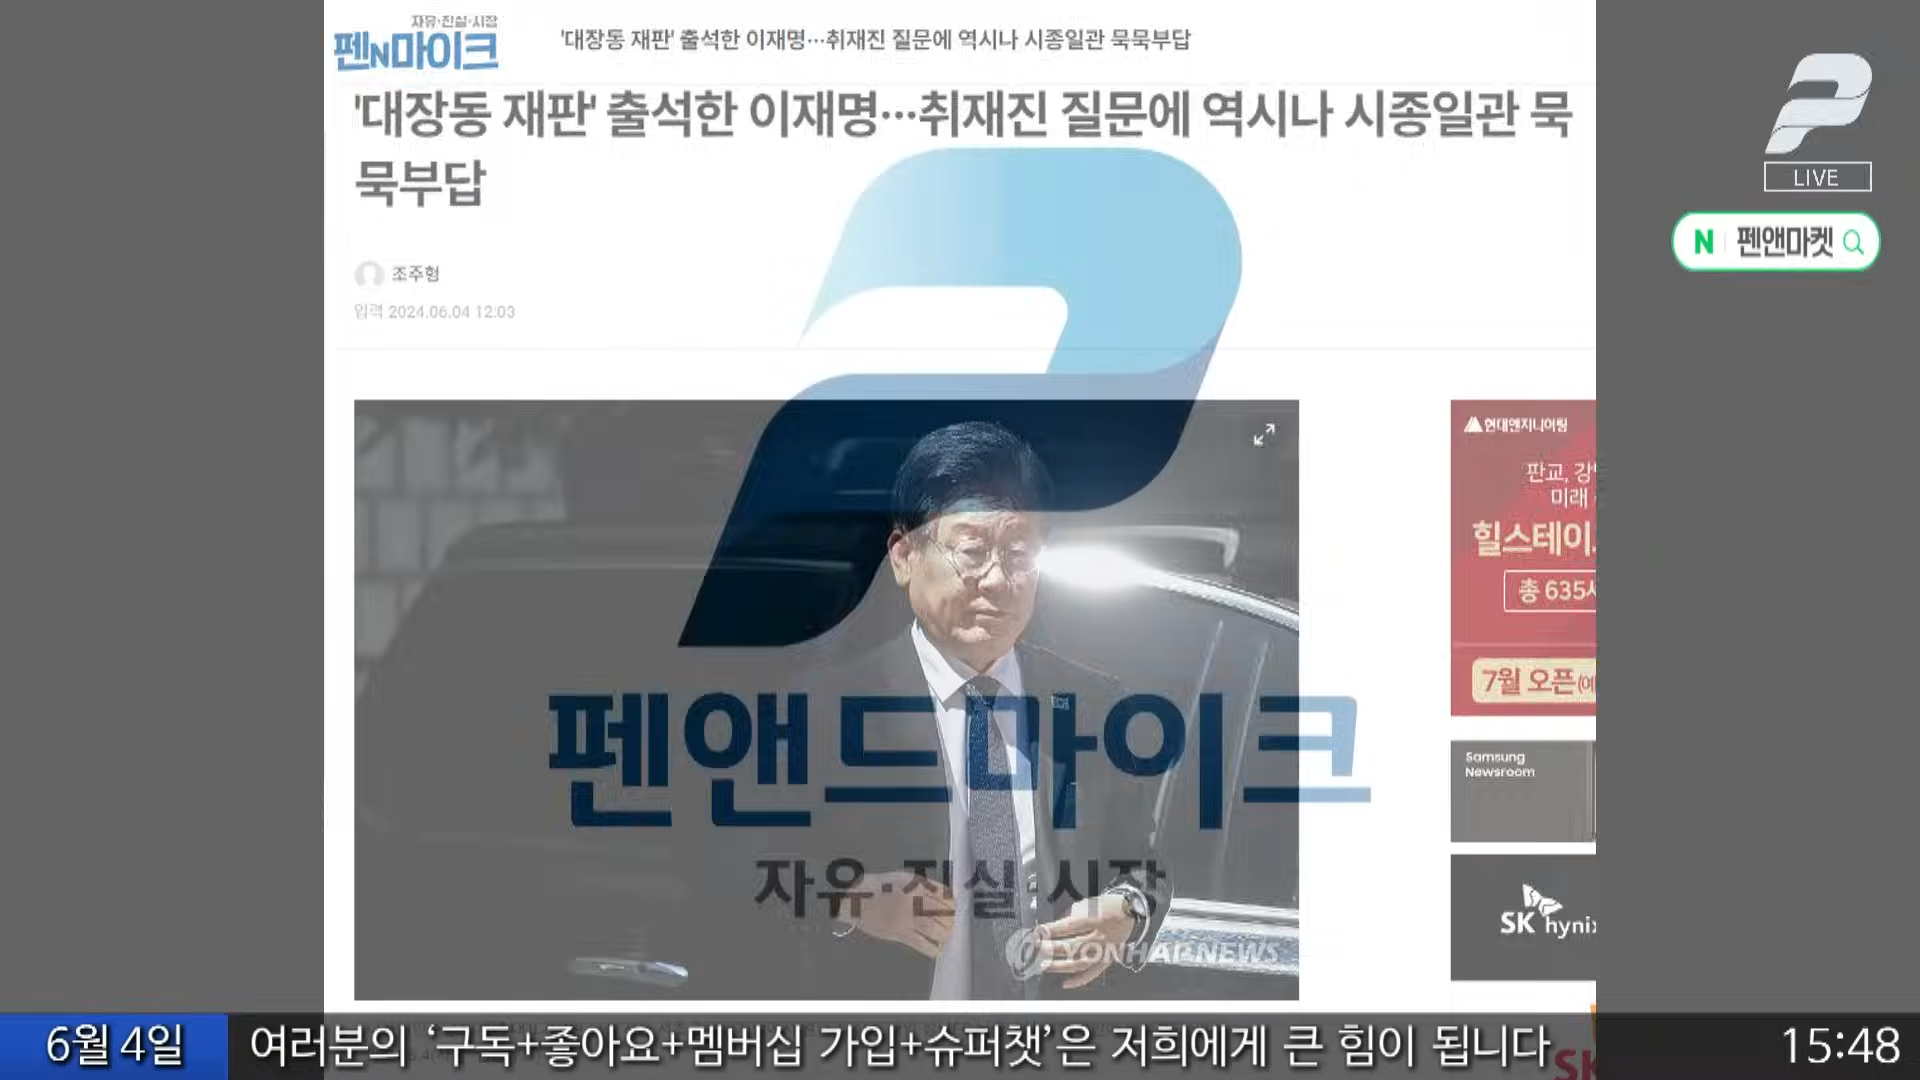 자유·진실·시장
펜N마이크
'대장동 재판' 출석한 이재명…취재진 질문에 역시나 시종일관 묵묵부답
'대장동 재판' 출석한 이재명…취재진 질문에 역시나 시종일관 묵
묵부답
조주형
입력 2024.06.04 12:03
LIVE
N 펜앤마켓
현대엔지니어링
판교, 강
미래
힐스테이
총 635
7월 오픈
Samsung
Newsroom
SK hynix
펜앤드마이크
자유·진실·시장
YONHAP NEWS
6월 4일
여러분의 ‘구독+좋아요+멤버십 가입+슈퍼챗’은 저희에게 큰 힘이 됩니다
SK
15:48